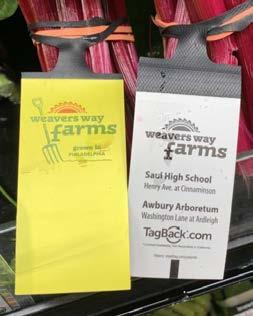 weavers way
farms
grown in
PHILADELPHIA
weavers way
farms
Saul High School
Henry Ave. at Cinnaminson
Awbury Arboretum
Washington Lane at Ardleigh
TagBack.com